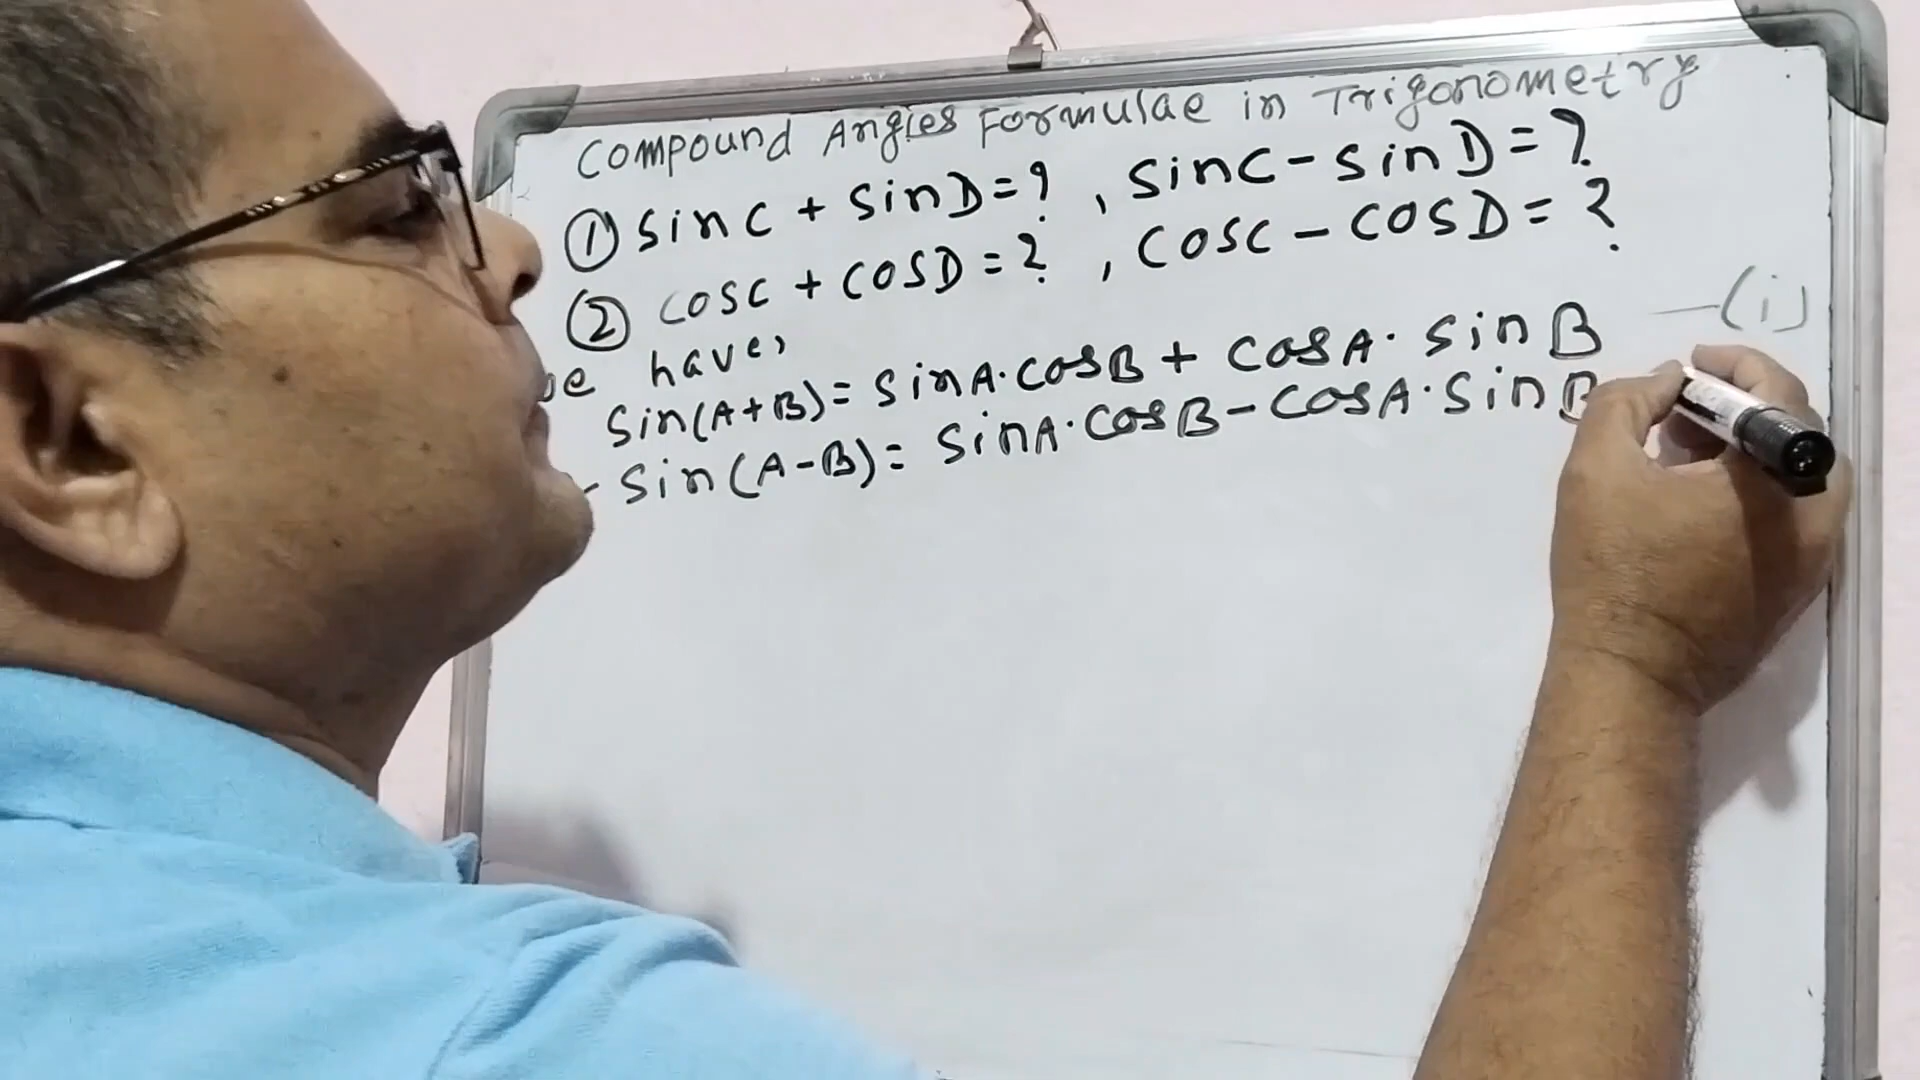 Compound Angles Formulae in Trigonometry
① sinC + sinD = ? , sinC - sinD = ?
② cosC + cosD = ? , cosC - cosD = ?
have,
sin(A+B) = sinA·cosB + cosA·sinB —(i)
sin(A-B) = sinA·cosB - cosA·sinB